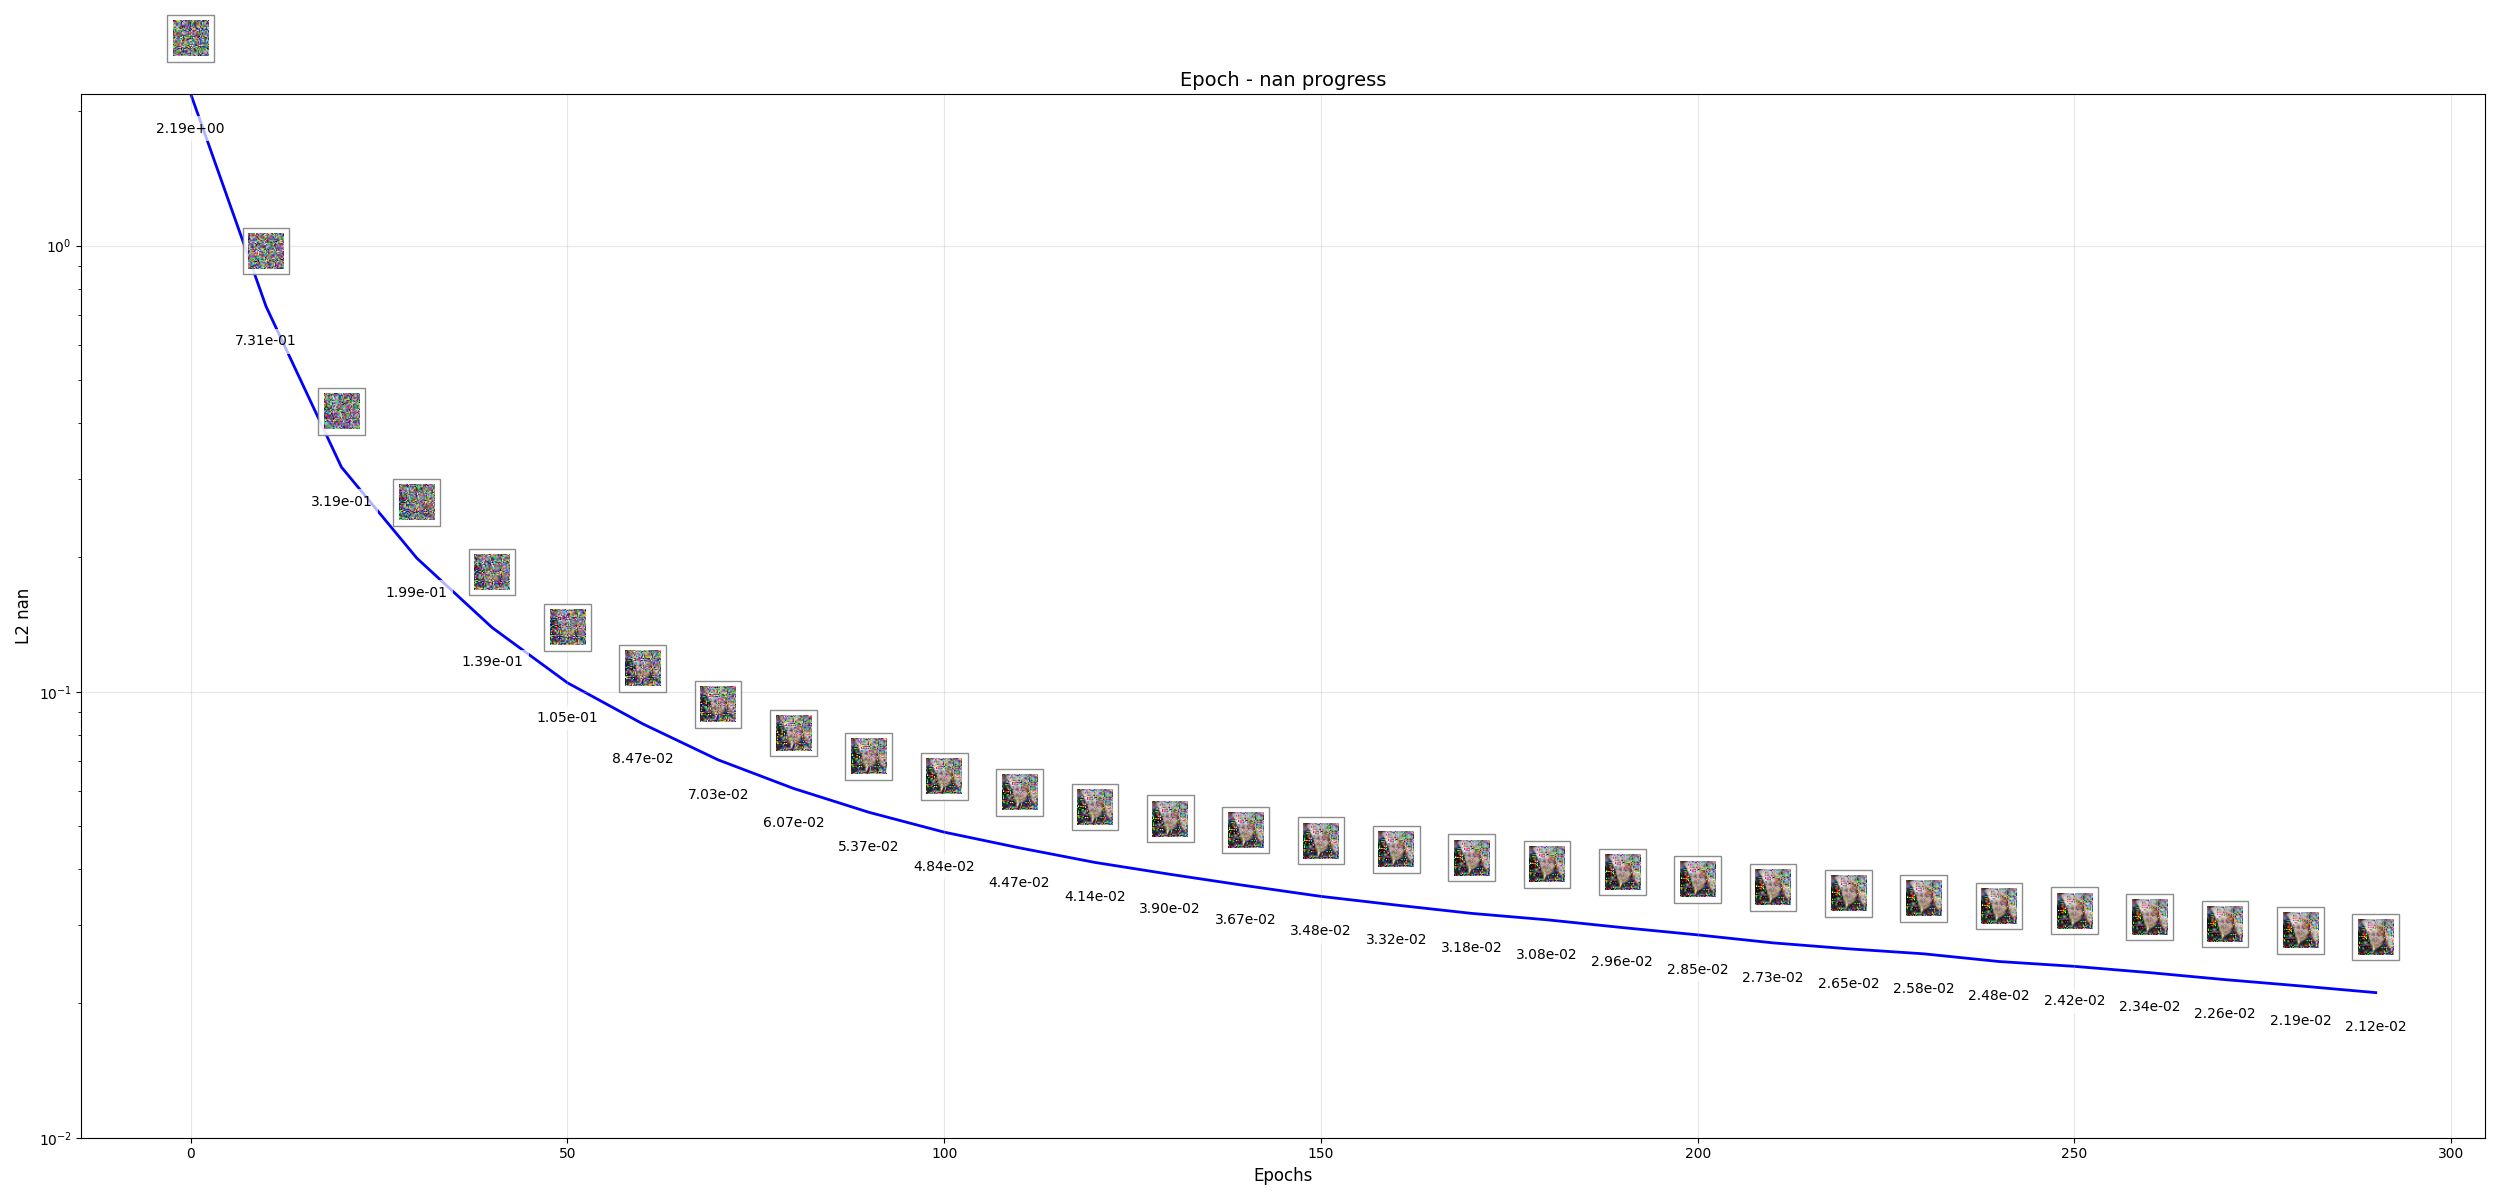 Epoch - nan progress
2.19e+00
10⁰
7.31e-01
3.19e-01
1.99e-01
L2 nan
1.39e-01
10⁻¹
1.05e-01
8.47e-02
7.03e-02
6.07e-02
5.37e-02
4.84e-02
4.47e-02
4.14e-02
3.90e-02
3.67e-02
3.48e-02
3.32e-02
3.18e-02
3.08e-02
2.96e-02
2.85e-02
2.73e-02
2.65e-02
2.58e-02
2.48e-02
2.42e-02
2.34e-02
2.26e-02
2.19e-02
2.12e-02
10⁻²
0 50 100 150 200 250 300
Epochs